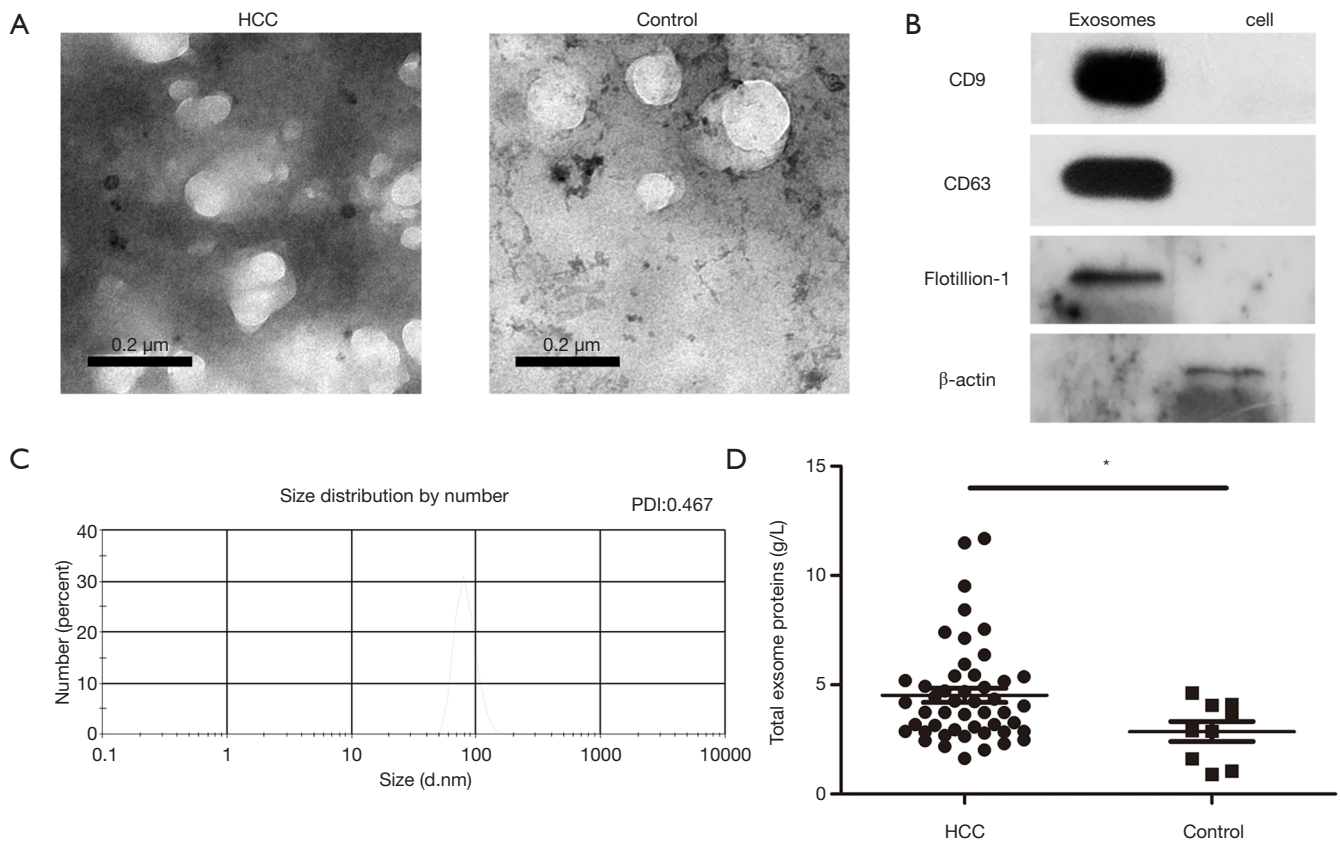 A
HCC
Control
0.2 μm
0.2 μm
B
Exosomes
cell
CD9
CD63
Flotillion-1
β-actin
C
Size distribution by number
PDI:0.467
Number (percent)
40
30
20
10
0
0.1
1
10
100
1000
10000
Size (d.nm)
D
*
Total exsome proteins (g/L)
15
10
5
0
HCC
Control